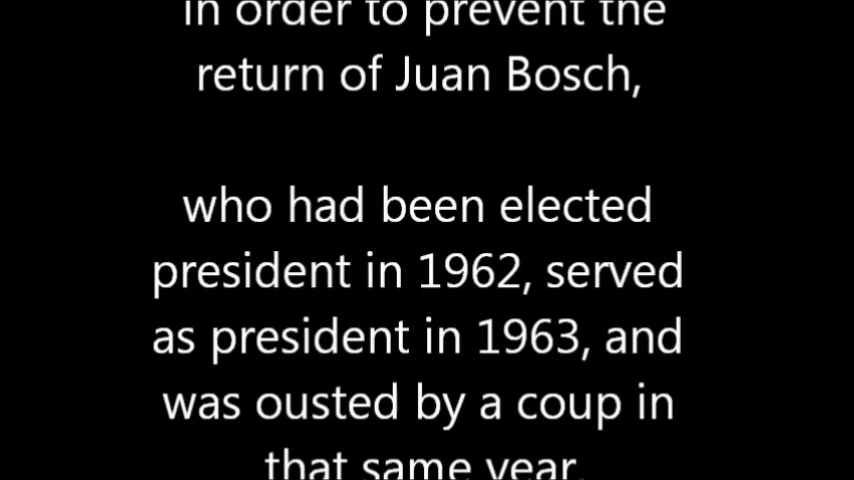 in order to prevent the
return of Juan Bosch,
who had been elected
president in 1962, served
as president in 1963, and
was ousted by a coup in
that same year.